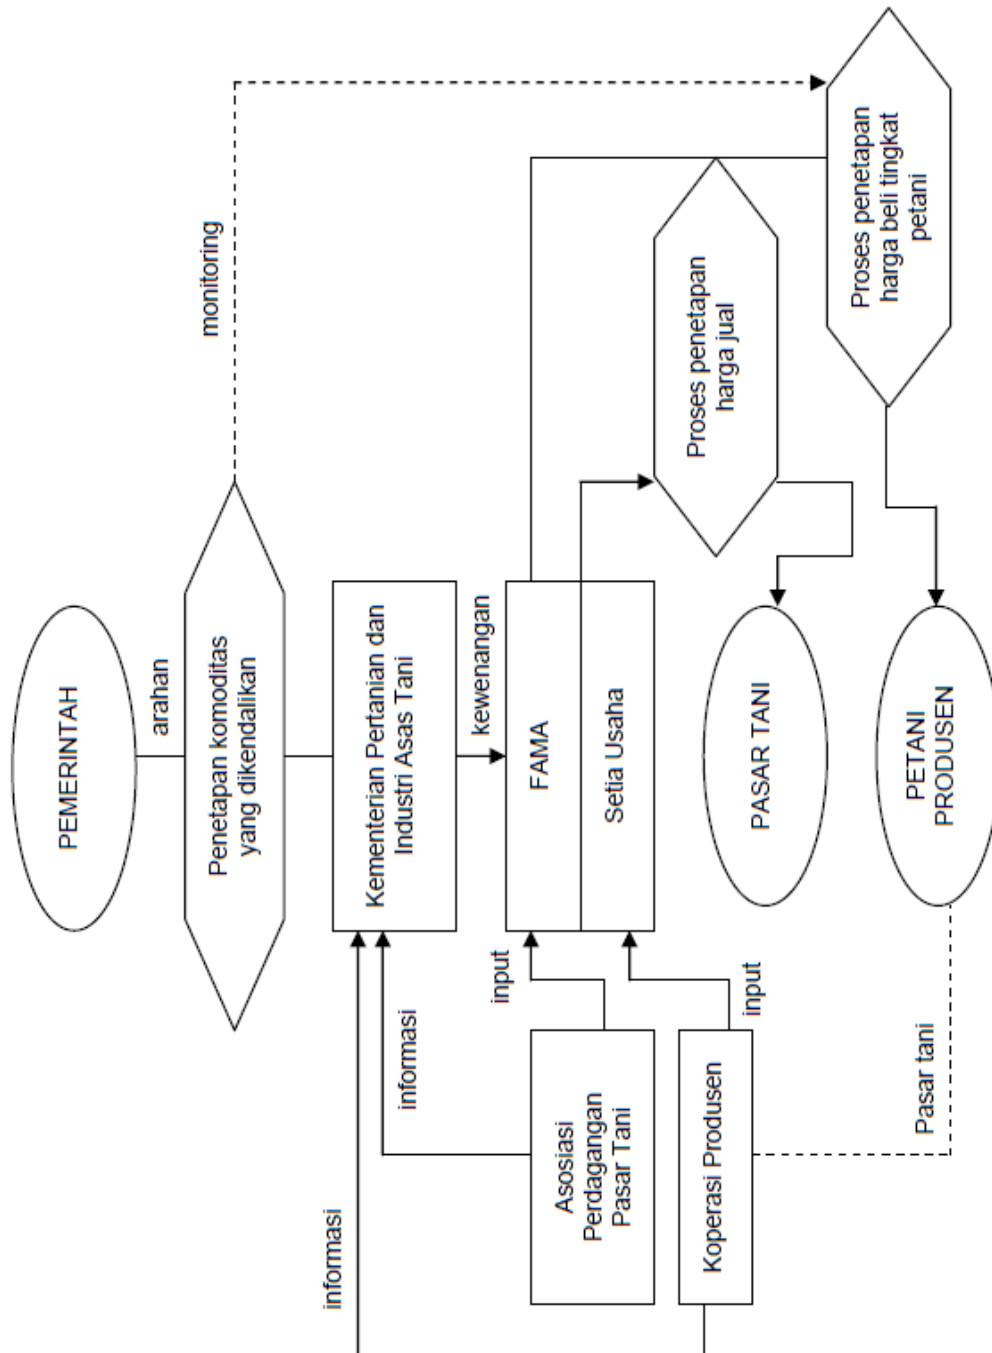 PEMERINTAH
arahan
Penetapan komoditas
yang dikendalikan
monitoring
Kementerian Pertanian dan
Industri Asas Tani
informasi
informasi
kewenangan
FAMA
Setia Usaha
input
input
Asosiasi
Perdagangan
Pasar Tani
Koperasi Produsen
Proses penetapan
harga jual
Proses penetapan
harga beli tingkat
petani
PASAR TANI
PETANI
PRODUSEN
Pasar tani